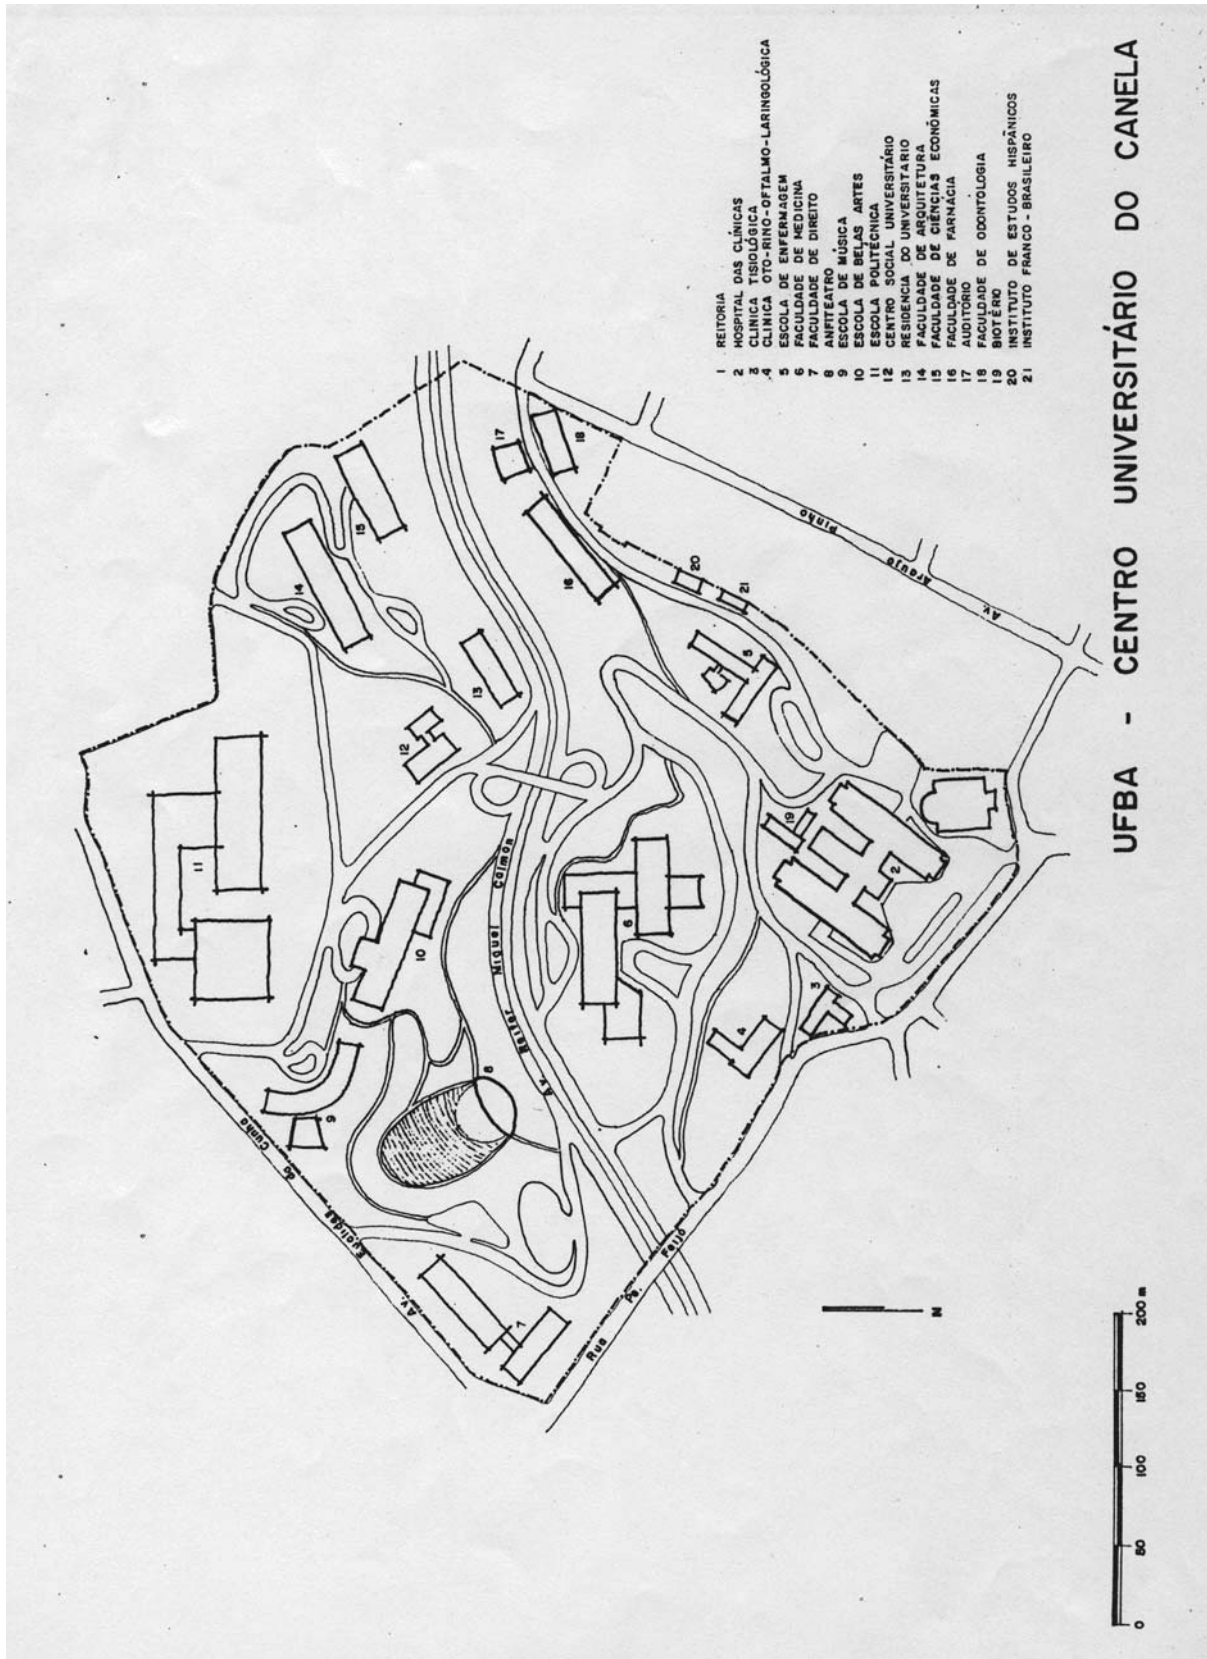 UFBA - CENTRO UNIVERSITÁRIO DO CANELA
1 REITORIA
2 HOSPITAL DAS CLÍNICAS
3 CLINICA TISIOLÓGICA
4 CLINICA OTO-RINO-OFTALMO-LARINGOLÓGICA
5 ESCOLA DE ENFERMAGEM
6 FACULDADE DE MEDICINA
7 FACULDADE DE DIREITO
8 ANFITEATRO
9 ESCOLA DE MÚSICA
10 ESCOLA DE BELAS ARTES
11 ESCOLA POLITÉCNICA
12 CENTRO SOCIAL UNIVERSITÁRIO
13 RESIDENCIA DO UNIVERSITARIO
14 FACULDADE DE ARQUITETURA
15 FACULDADE DE CIÊNCIAS ECONÔMICAS
16 FACULDADE DE FARMÁCIA
17 AUDITÓRIO
18 FACULDADE DE ODONTOLOGIA
19 BIOTÉRIO
20 INSTITUTO DE ESTUDOS HISPÂNICOS
21 INSTITUTO FRANCO-BRASILEIRO
Av. Euclides da Cunha
Av. Reitor Miguel Calmon
Rua Pe. Feijó
Av. Araujo Pinho
11
12
14
15
13
17
18
10
9
16
20
21
8
6
5
19
7
4
3
2
N
0 50 100 150 200 m